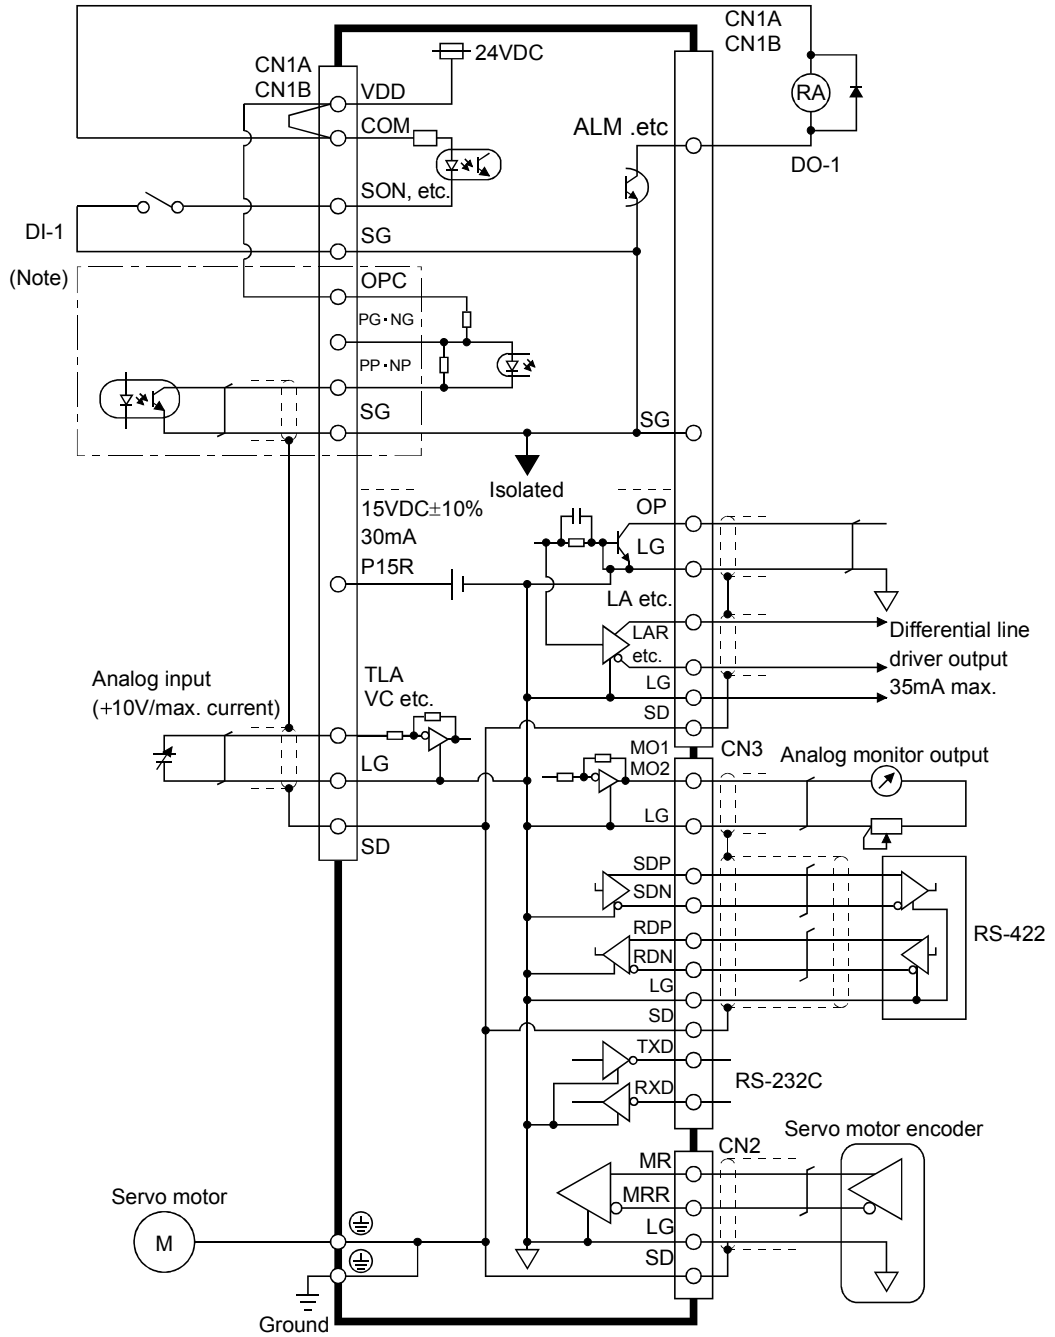 CN1A
CN1B
24VDC
CN1A
CN1B
VDD
RA
COM
ALM .etc
DO-1
SON, etc.
DI-1
SG
(Note)
OPC
PG·NG
PP·NP
SG
SG
Isolated
15VDC±10%
30mA
P15R
OP
LG
LA etc.
LAR
etc.
LG
SD
Differential line
driver output
35mA max.
Analog input
(+10V/max. current)
TLA
VC etc.
LG
SD
MO1
MO2
CN3
Analog monitor output
LG
SDP
SDN
RDP
RDN
LG
SD
RS-422
TXD
RXD
RS-232C
CN2
Servo motor encoder
MR
MRR
LG
SD
Servo motor
M
Ground